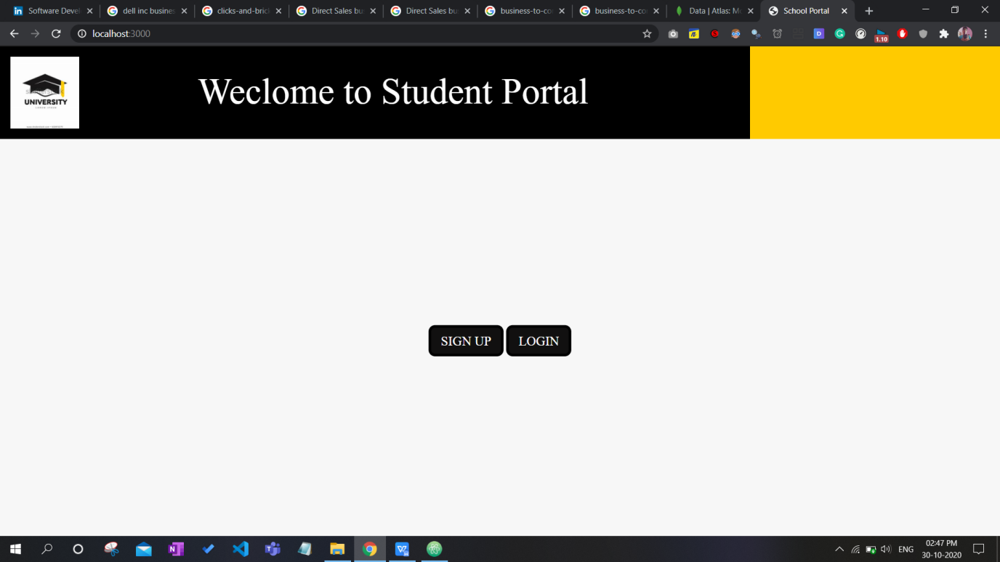 Software Devel
dell inc busines
clicks-and-bric
Direct Sales bu
Direct Sales bu
business-to-co
business-to-co
Data | Atlas: Mo
School Portal
localhost:3000
1.10
UNIVERSITY
LOREM IPSUM
Weclome to Student Portal
SIGN UP
LOGIN
ENG
02:47 PM
30-10-2020